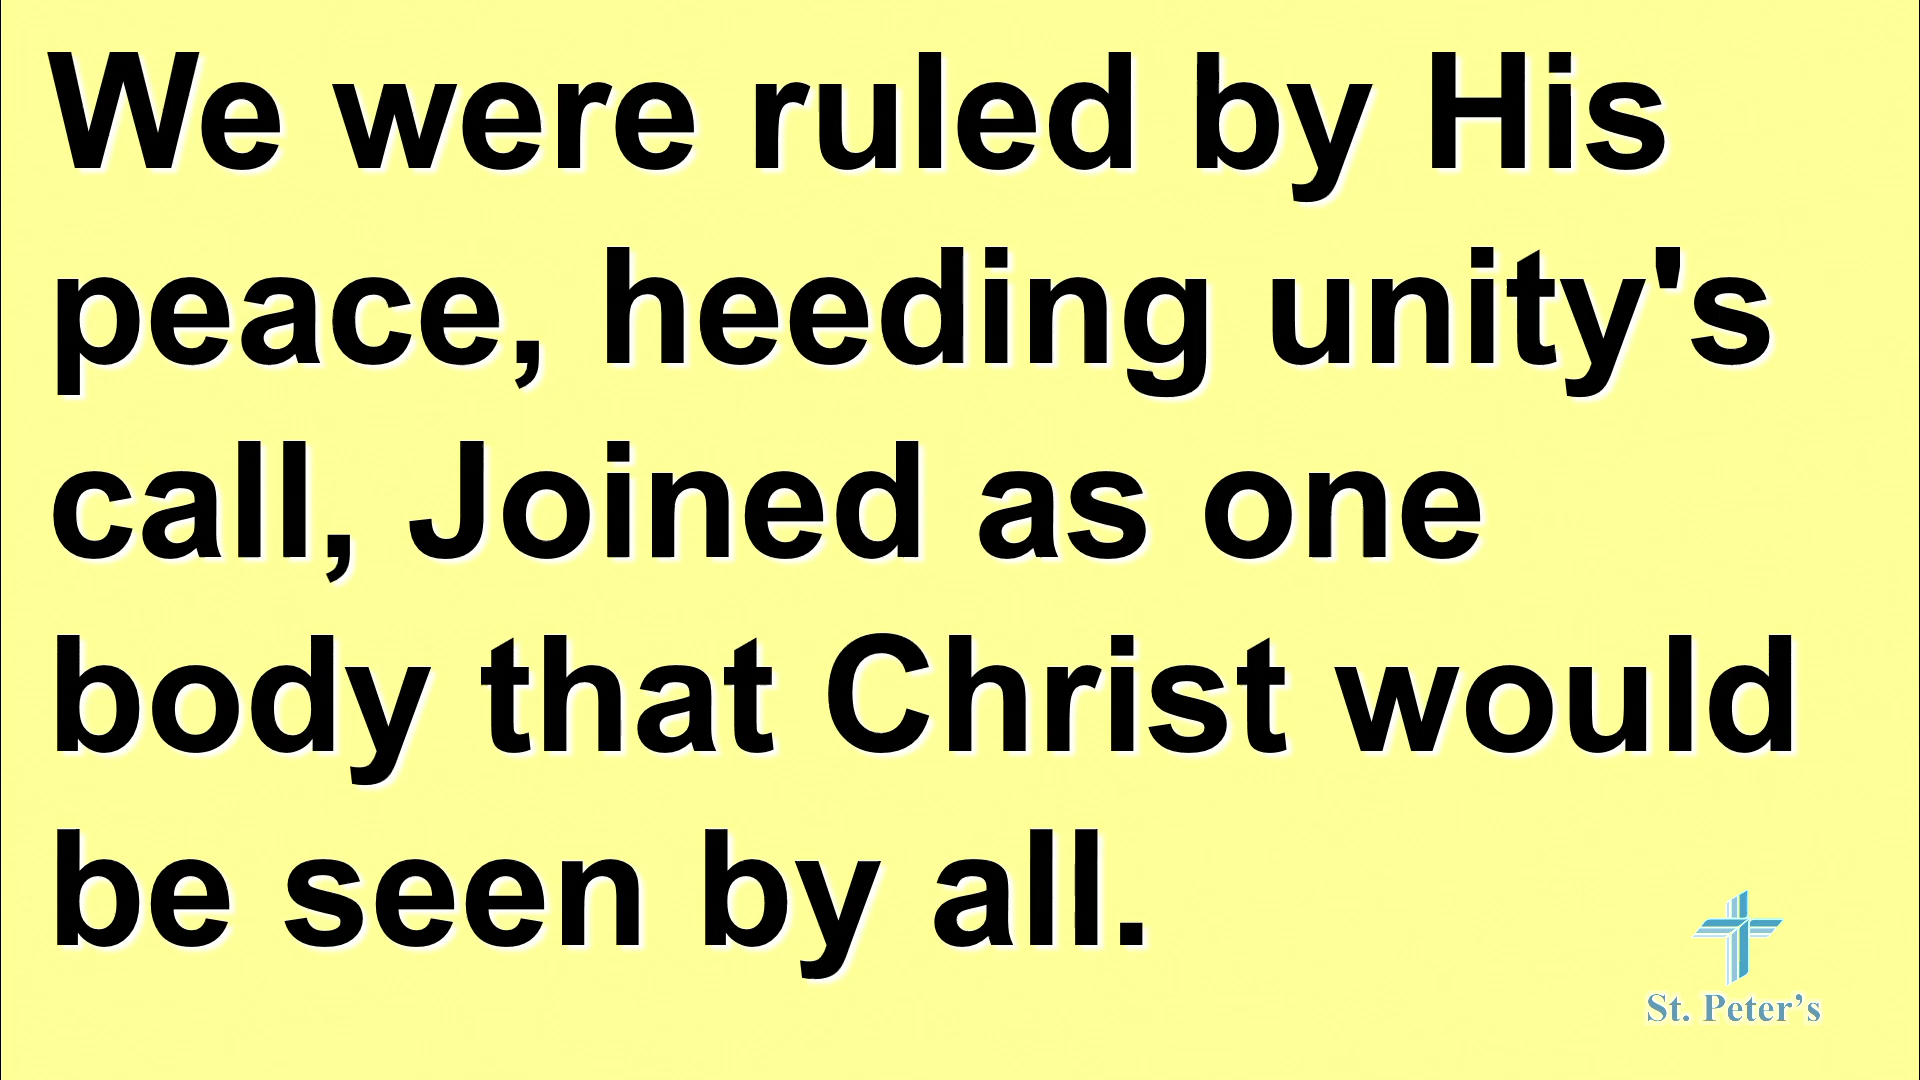 We were ruled by His
peace, heeding unity's
call, Joined as one
body that Christ would
be seen by all.
St. Peter’s